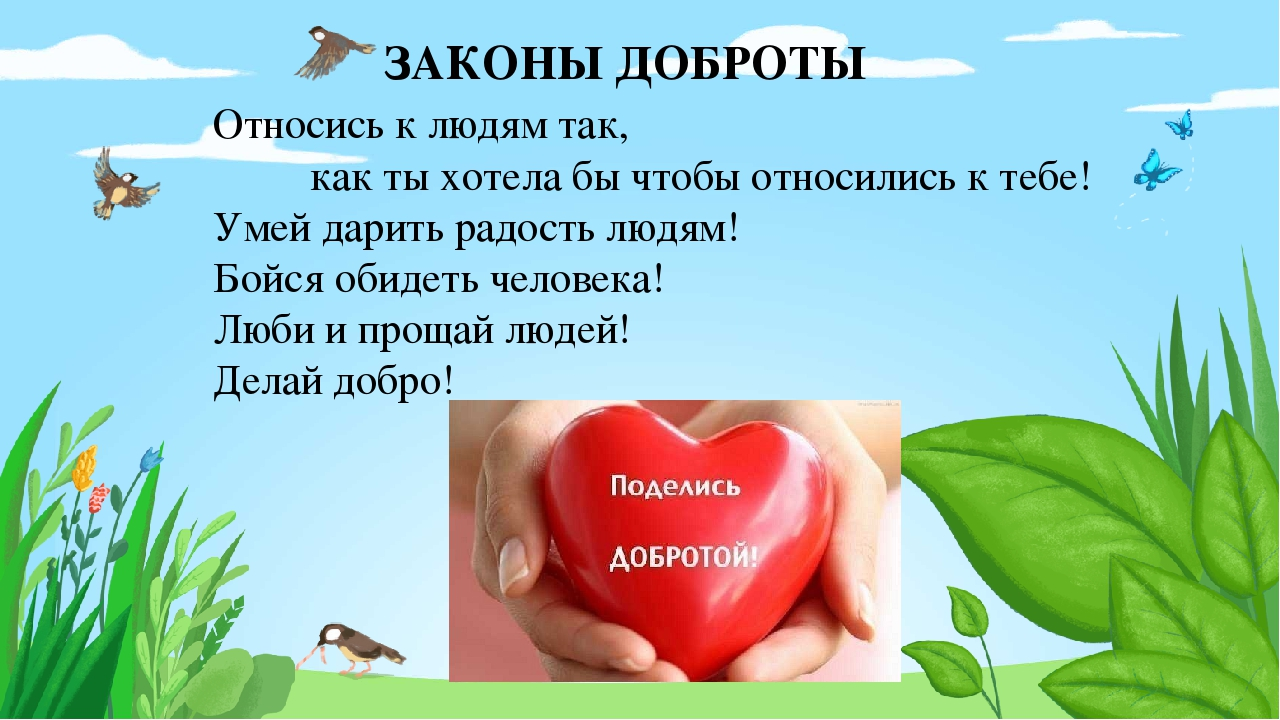 ЗАКОНЫ ДОБРОТЫ
Относись к людям так,
как ты хотела бы чтобы относились к тебе!
Умей дарить радость людям!
Бойся обидеть человека!
Люби и прощай людей!
Делай добро!
Поделись
ДОБРОТОЙ!